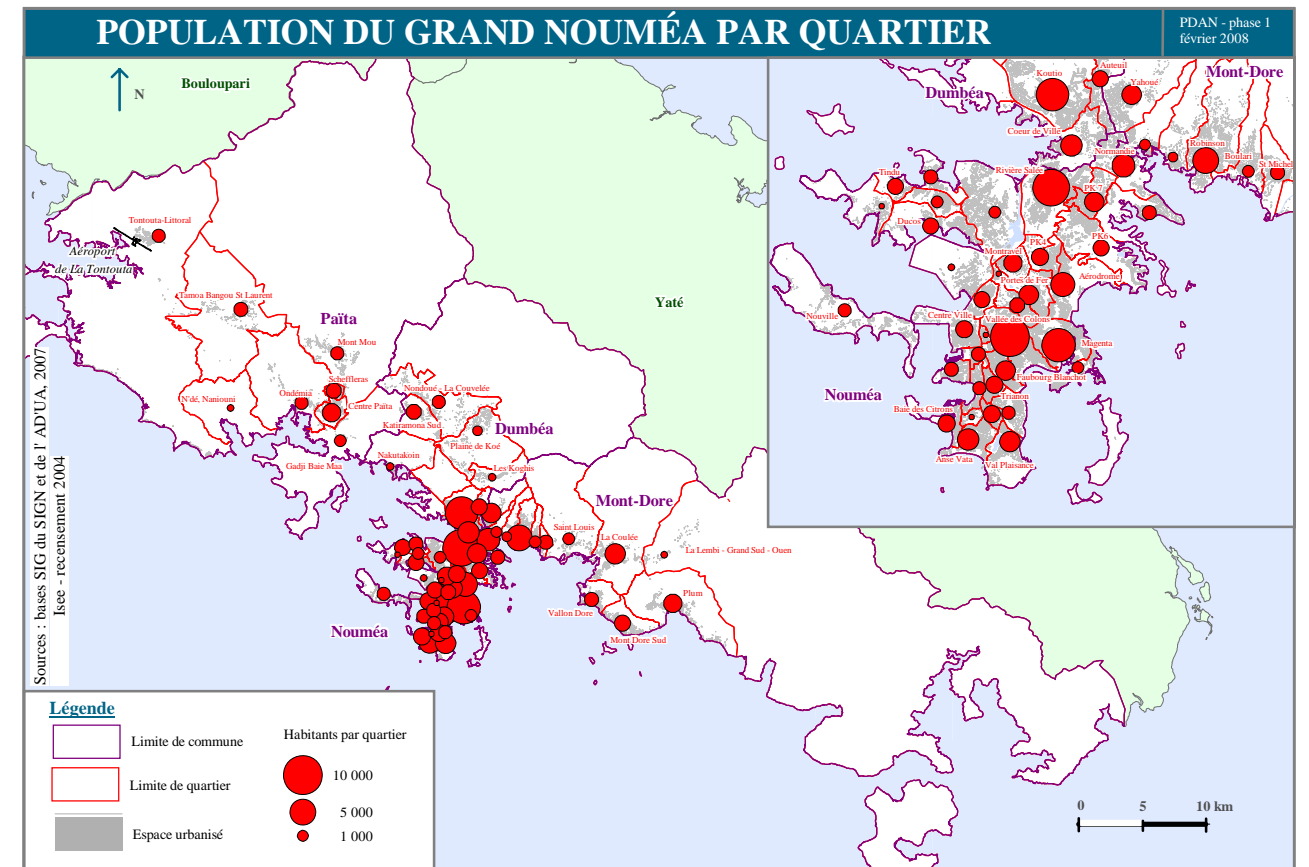 POPULATION DU GRAND NOUMÉA PAR QUARTIER
PDAN - phase 1
février 2008
Bouloupari
N
Tontouta-Littoral
Aéroport
de La Tontouta
Tamoa Bangou St Laurent
Païta
Mont Mou
Yaté
Scheffleras
Ondémia
Centre Païta
N'dé, Naniouni
Nondoué - La Couvelée
Katiramona Sud
Dumbéa
Plaine de Koé
Gadji Baie Maa
Nakutakoin
Les Koghis
Mont-Dore
Saint Louis
La Coulée
La Lembi - Grand Sud - Ouen
Vallon Dore
Plum
Mont Dore Sud
Nouméa
Koutio
Auteuil
Mont-Dore
Dumbéa
Yahoué
Coeur de Ville
Normandie
Robinson
Boulari
St Michel
Tindu
Rivière Salée
PK 7
Ducos
PK4
PK6
Montravel
Aérodrome
Portes de Fer
Nouville
Centre Ville
Vallée des Colons
Magenta
Faubourg Blanchot
Nouméa
Trianon
Baie des Citrons
Anse Vata
Val Plaisance
Sources : bases SIG du SIGN et de l' ADUA, 2007
Isee - recensement 2004
Légende
Limite de commune
Limite de quartier
Espace urbanisé
Habitants par quartier
10 000
5 000
1 000
0 5 10 km